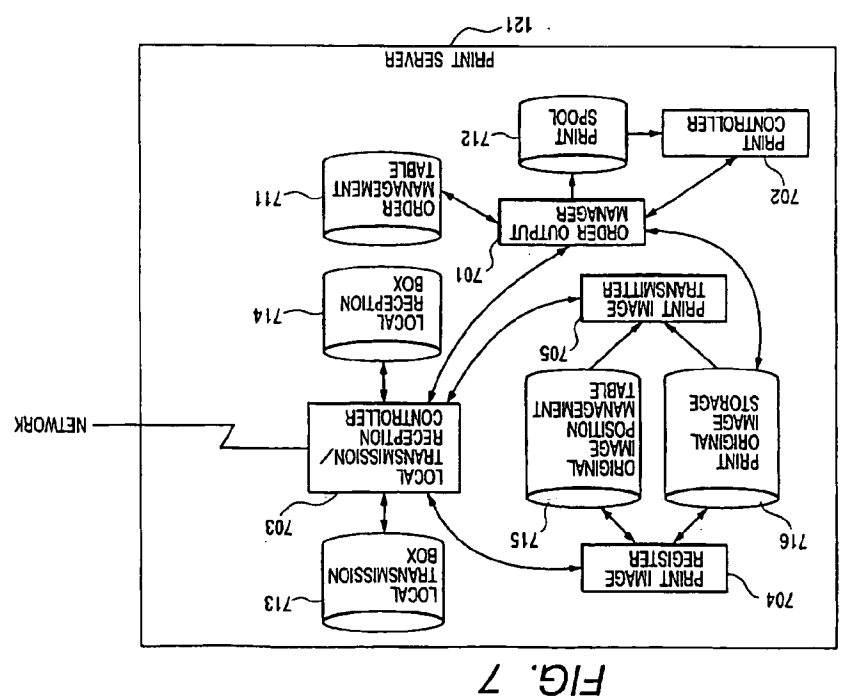 FIG. 7
704
PRINT IMAGE
REGISTER
716
PRINT
ORIGINAL
IMAGE
STORAGE
715
ORIGINAL
IMAGE
POSITION
MANAGEMENT
TABLE
705
PRINT IMAGE
TRANSMITTER
713
LOCAL
TRANSMISSION
BOX
703
LOCAL
TRANSMISSION/
RECEPTION
CONTROLLER
NETWORK
714
LOCAL
RECEPTION
BOX
701
ORDER OUTPUT
MANAGER
711
ORDER
MANAGEMENT
TABLE
702
PRINT
CONTROLLER
712
PRINT
SPOOL
PRINT SERVER
121